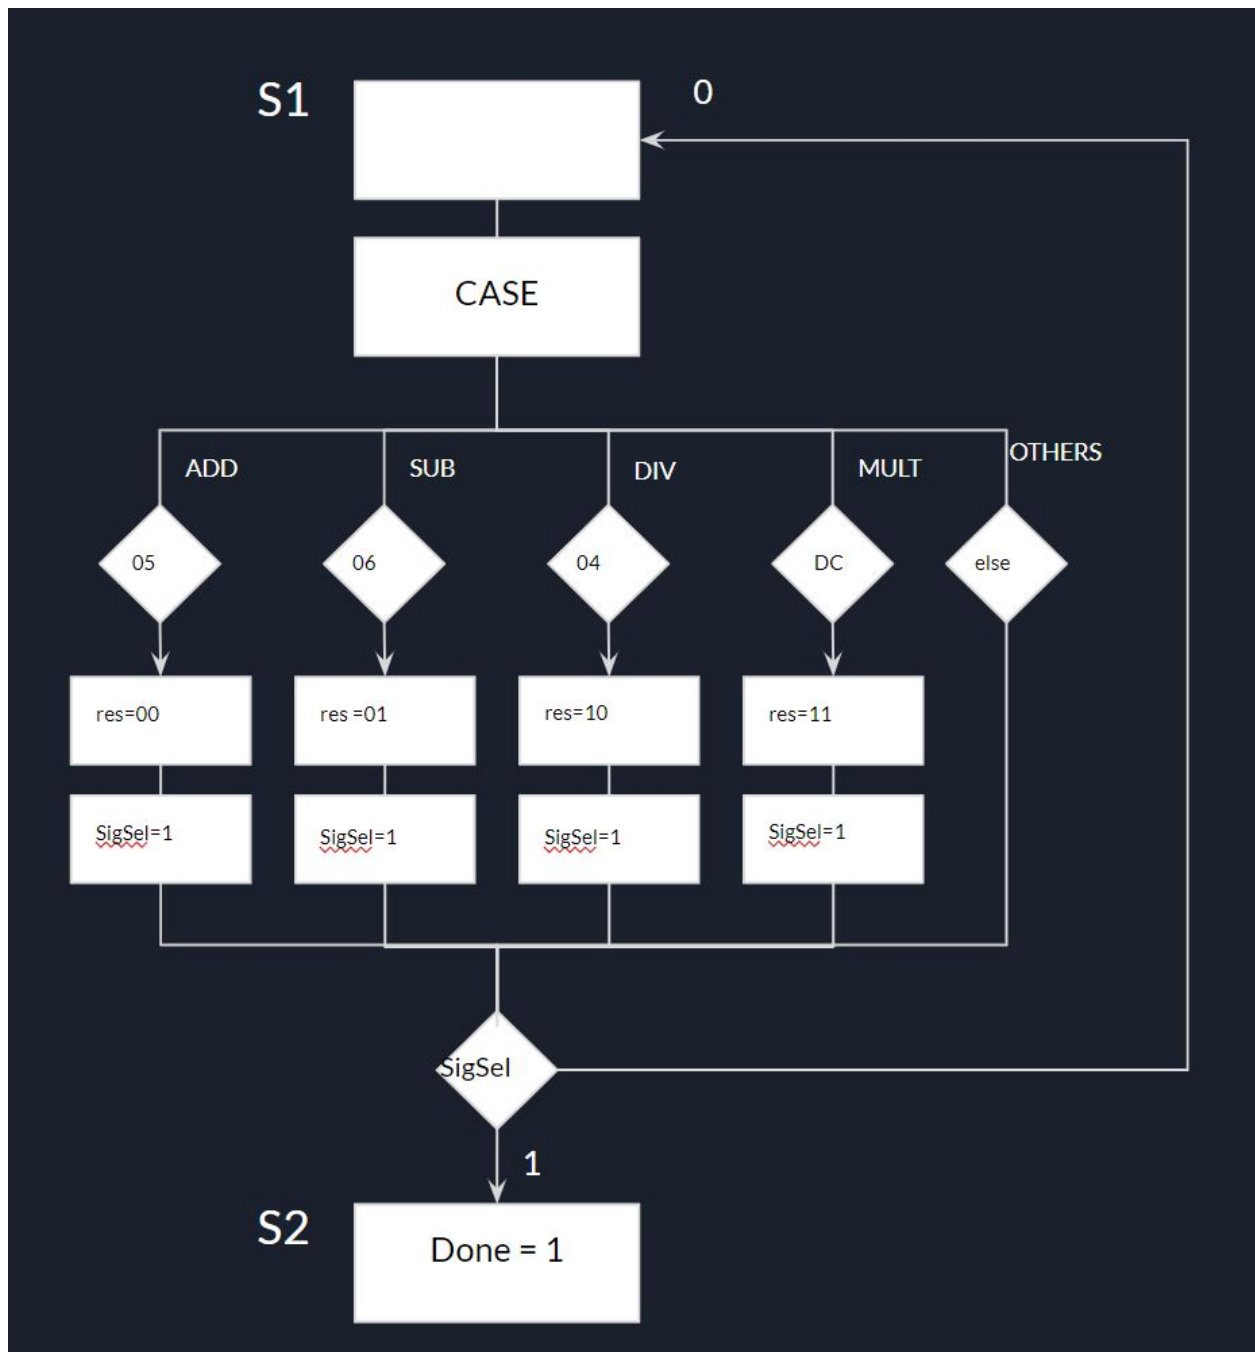 S1
0
CASE
ADD
SUB
DIV
MULT
OTHERS
05
06
04
DC
else
res=00
res =01
res=10
res=11
SigSel=1
SigSel=1
SigSel=1
SigSel=1
SigSel
1
S2
Done = 1